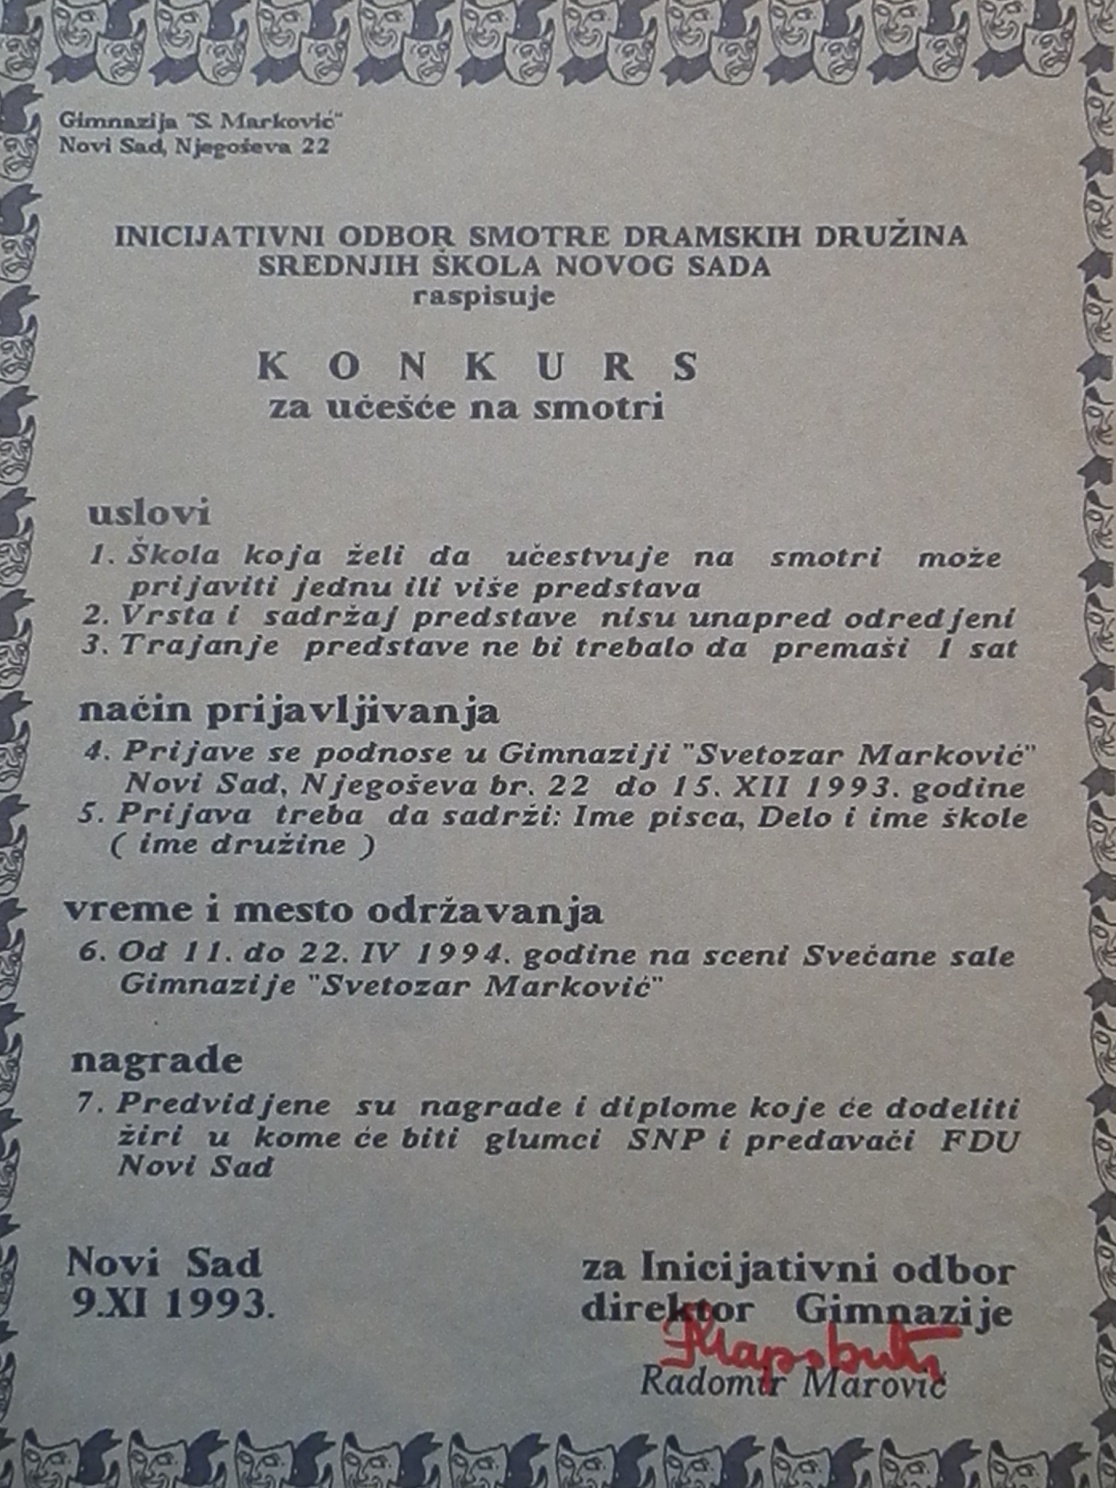 Gimnazija "S. Marković"
Novi Sad, Njegoševa 22
INICIJATIVNI ODBOR SMOTRE DRAMSKIH DRUŽINA
SREDNJIH ŠKOLA NOVOG SADA
raspisuje
K O N K U R S
za učešće na smotri
uslovi
1. Škola koja želi da učestvuje na smotri može
prijaviti jednu ili više predstava
2. Vrsta i sadržaj predstave nisu unapred odredjeni
3. Trajanje predstave ne bi trebalo da premaši 1 sat
način prijavljivanja
4. Prijave se podnose u Gimnaziji "Svetozar Marković"
Novi Sad, Njegoševa br. 22 do 15. XII 1993. godine
5. Prijava treba da sadrži: Ime pisca, Delo i ime škole
( ime družine )
vreme i mesto održavanja
6. Od 11. do 22. IV 1994. godine na sceni Svečane sale
Gimnazije "Svetozar Marković"
nagrade
7. Predvidjene su nagrade i diplome koje će dodeliti
žiri u kome će biti glumci SNP i predavači FDU
Novi Sad
Novi Sad
9.XI 1993.
za Inicijativni odbor
direktor Gimnazije
Radomir Marović